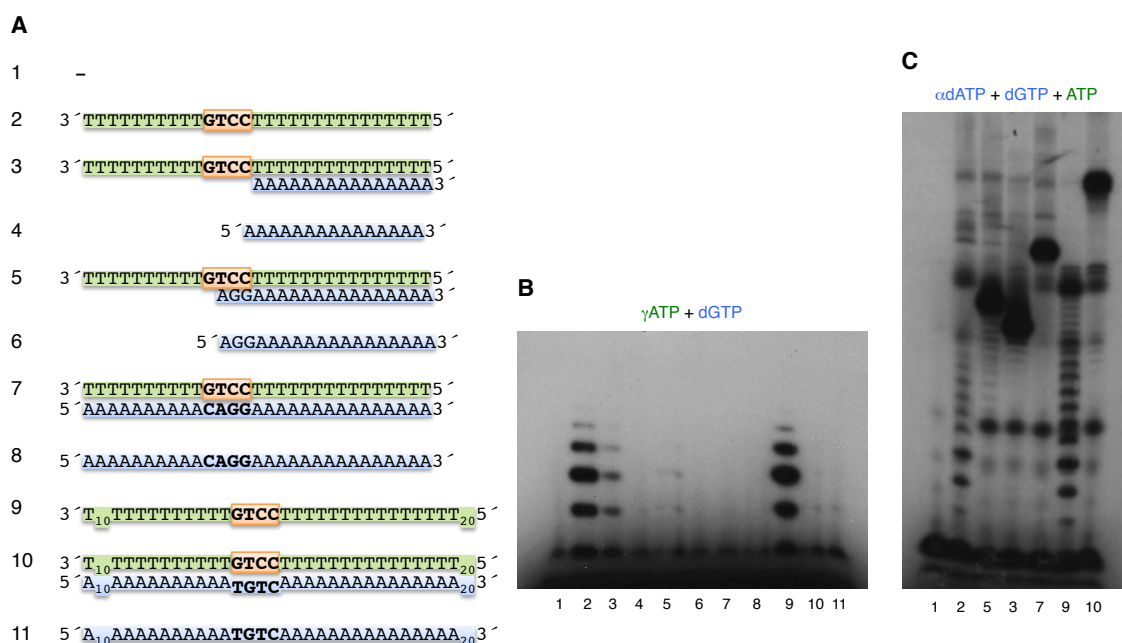 A
1 –
2 3´TTTTTTTTTTGTCCTTTTTTTTTTTTTTT5´
3 3´TTTTTTTTTTGTCCTTTTTTTTTTTTTTT5´
AAAAAAAAAAAAAAA3´
4 5´AAAAAAAAAAAAAAA3´
5 3´TTTTTTTTTTGTCCTTTTTTTTTTTTTTT5´
AGGAAAAAAAAAAAAAAA3´
6 5´AGGAAAAAAAAAAAAAAA3´
7 3´TTTTTTTTTTGTCCTTTTTTTTTTTTTTT5´
5´AAAAAAAAAACAGGAAAAAAAAAAAAAAA3´
8 5´AAAAAAAAAACAGGAAAAAAAAAAAAAAA3´
9 3´T10TTTTTTTTTTGTCCTTTTTTTTTTTTTTT205´
10 3´T10TTTTTTTTTTGTCCTTTTTTTTTTTTTTT205´
5´A10AAAAAAAAAATGTCAAAAAAAAAAAAAAA203´
11 5´A10AAAAAAAAAATGTCAAAAAAAAAAAAAAA203´
B
γATP + dGTP
1 2 3 4 5 6 7 8 9 10 11
C
αdATP + dGTP + ATP
1 2 5 3 7 9 10